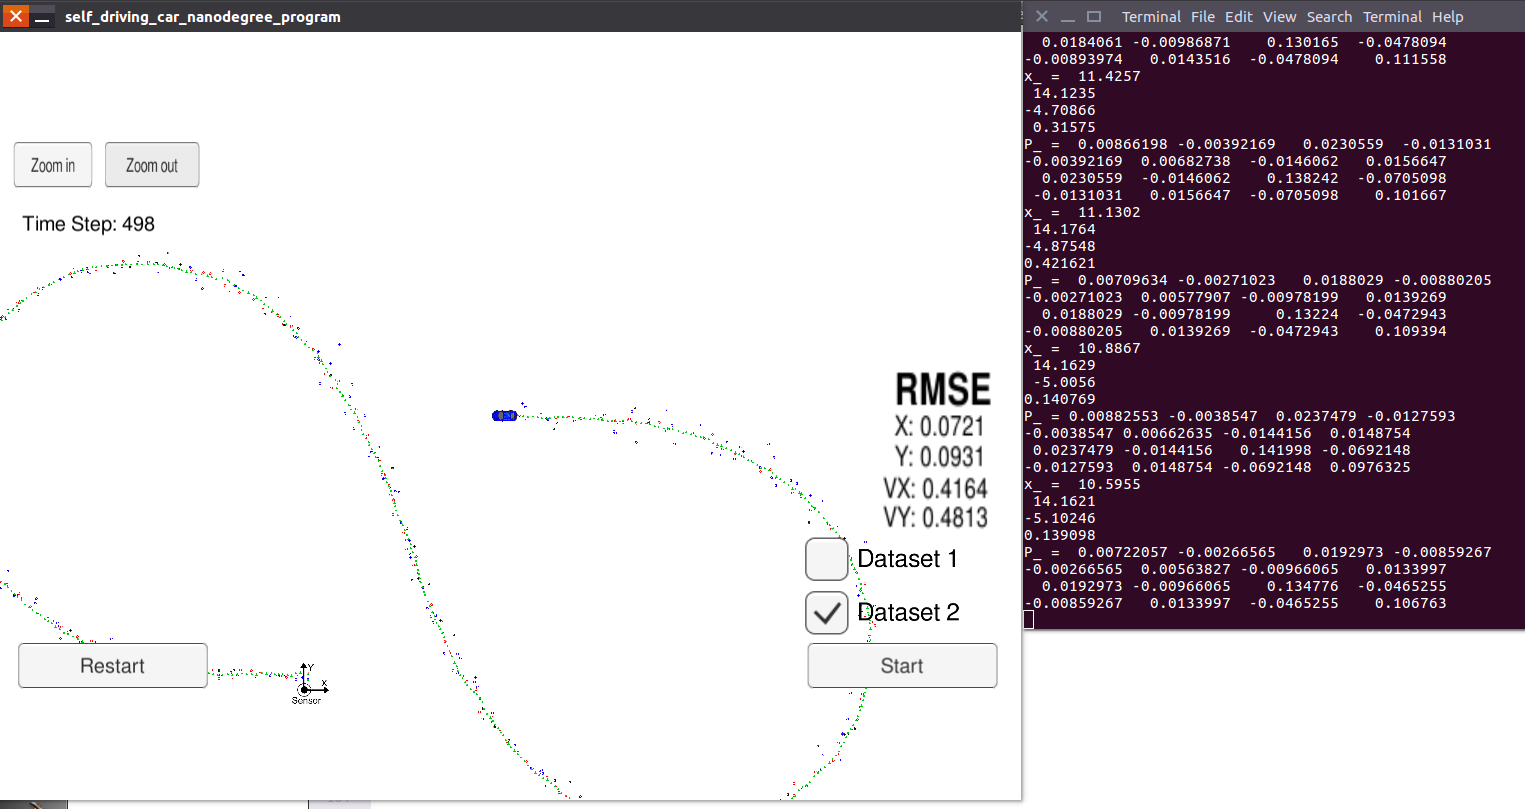 self_driving_car_nanodegree_program
Zoom in
Zoom out
Time Step: 498
RMSE
X: 0.0721
Y: 0.0931
VX: 0.4164
VY: 0.4813
Dataset 1
Dataset 2
Restart
Start
Y
X
Sensor
Terminal File Edit View Search Terminal Help
0.0184061 -0.00986871 0.130165 -0.0478094
-0.00893974 0.0143516 -0.0478094 0.111558
x_ = 11.4257
14.1235
-4.70866
0.31575
P_ = 0.00866198 -0.00392169 0.0230559 -0.0131031
-0.00392169 0.00682738 -0.0146062 0.0156647
0.0230559 -0.0146062 0.138242 -0.0705098
-0.0131031 0.0156647 -0.0705098 0.101667
x_ = 11.1302
14.1764
-4.87548
0.421621
P_ = 0.00709634 -0.00271023 0.0188029 -0.00880205
-0.00271023 0.00577907 -0.00978199 0.0139269
0.0188029 -0.00978199 0.13224 -0.0472943
-0.00880205 0.0139269 -0.0472943 0.109394
x_ = 10.8867
14.1629
-5.0056
0.140769
P_ = 0.00882553 -0.0038547 0.0237479 -0.0127593
-0.0038547 0.00662635 -0.0144156 0.0148754
0.0237479 -0.0144156 0.141998 -0.0692148
-0.0127593 0.0148754 -0.0692148 0.0976325
x_ = 10.5955
14.1621
-5.10246
0.139098
P_ = 0.00722057 -0.00266565 0.0192973 -0.00859267
-0.00266565 0.00563827 -0.00966065 0.0133997
0.0192973 -0.00966065 0.134776 -0.0465255
-0.00859267 0.0133997 -0.0465255 0.106763